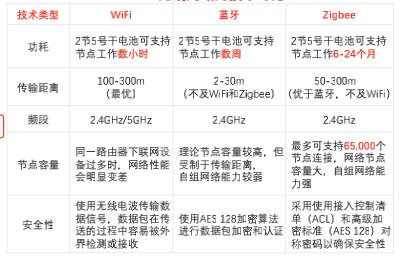 技术类型 WiFi 蓝牙 Zigbee
功耗
2节5号干电池可支持
节点工作数小时
2节5号干电池可支持
节点工作数周
2节5号干电池可支持
节点工作6-24个月
传输距离
100-300m
(最优)
2-30m
(不及WiFi和Zigbee)
50-300m
(优于蓝牙，不及WiFi)
频段 2.4GHz/5GHz 2.4GHz 2.4GHz
节点容量
同一路由器下联网设
备过多时，网络性能
会明显变差
理论节点容量较高，但
受制于传输距离，
自组网络能力较弱
最多可支持65,000个
节点连接，网络节点
容量大，自组网络能
力强
安全性
使用无线电波传输数
据信号，数据包在传
送的过程中容易被外
界检测或接收
使用AES 128加密算法
进行数据包加密和认证
采用使用接入控制清
单（ACL）和高级加
密标准（AES 128）对
称密码以确保安全性